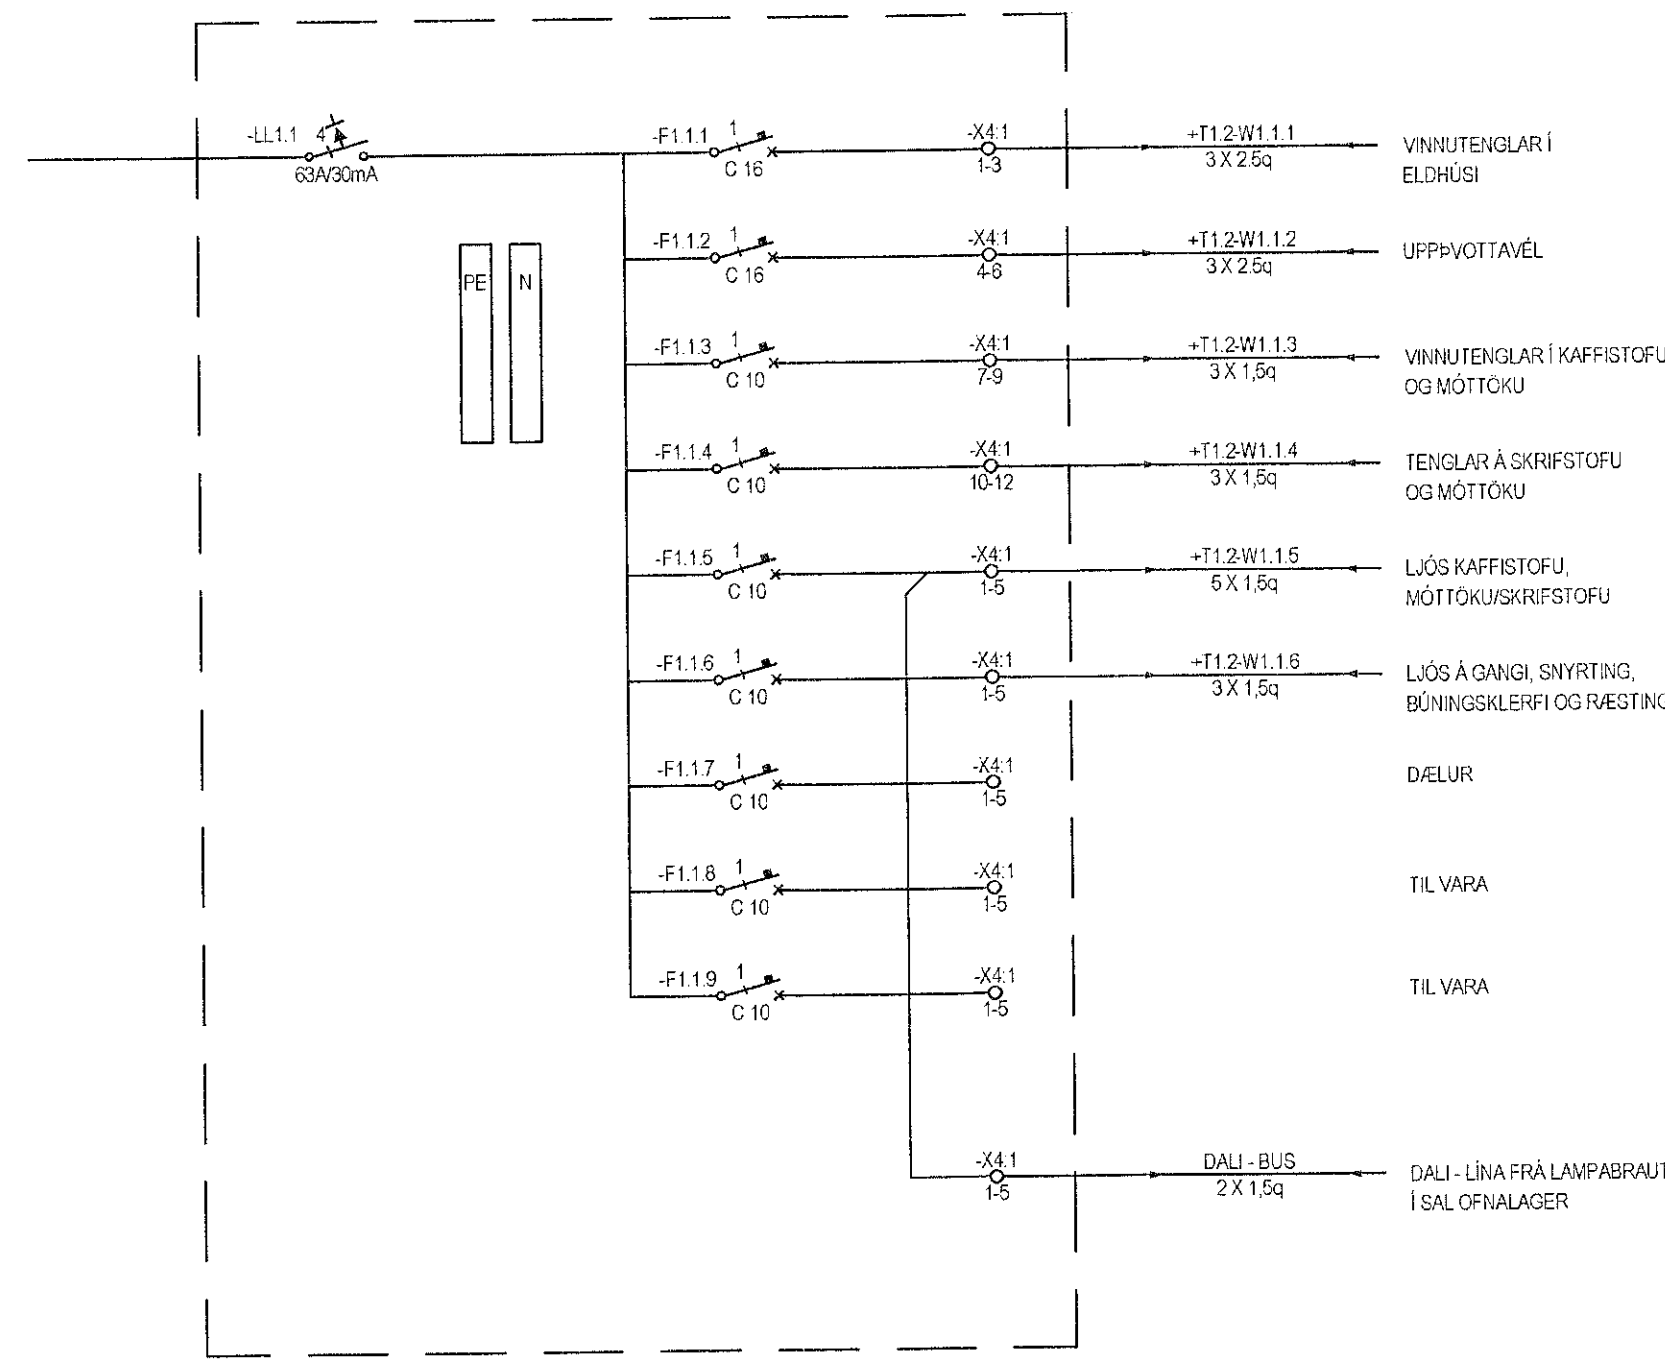 -LL1.1 4
63A/30mA
PE N
-F1.1.1 1 -X4:1 +T1.2-W1.1.1 VINNUTENGLAR Í
C 16 1-3 3 X 2.5q ELDHÚSI
-F1.1.2 1 -X4:1 +T1.2-W1.1.2 UPPÞVOTTAVÉL
C 16 4-6 3 X 2.5q
-F1.1.3 1 -X4:1 +T1.2-W1.1.3 VINNUTENGLAR Í KAFFISTOFU
C 10 7-9 3 X 1,5q OG MÓTTÖKU
-F1.1.4 1 -X4:1 +T1.2-W1.1.4 TENGLAR Á SKRIFSTOFU
C 10 10-12 3 X 1,5q OG MÓTTÖKU
-F1.1.5 1 -X4:1 +T1.2-W1.1.5 LJÓS KAFFISTOFU,
C 10 1-5 5 X 1,5q MÓTTÖKU/SKRIFSTOFU
-F1.1.6 1 -X4:1 +T1.2-W1.1.6 LJÓS Á GANGI, SNYRTING,
C 10 1-5 3 X 1,5q BÚNINGSKLERFI OG RÆSTING
-F1.1.7 1 -X4:1 DÆLUR
C 10 1-5
-F1.1.8 1 -X4:1 TIL VARA
C 10 1-5
-F1.1.9 1 -X4:1 TIL VARA
C 10 1-5
-X4:1 DALI - BUS DALI - LÍNA FRÁ LAMPABRAUT
1-5 2 X 1,5q Í SAL OFNALAGER